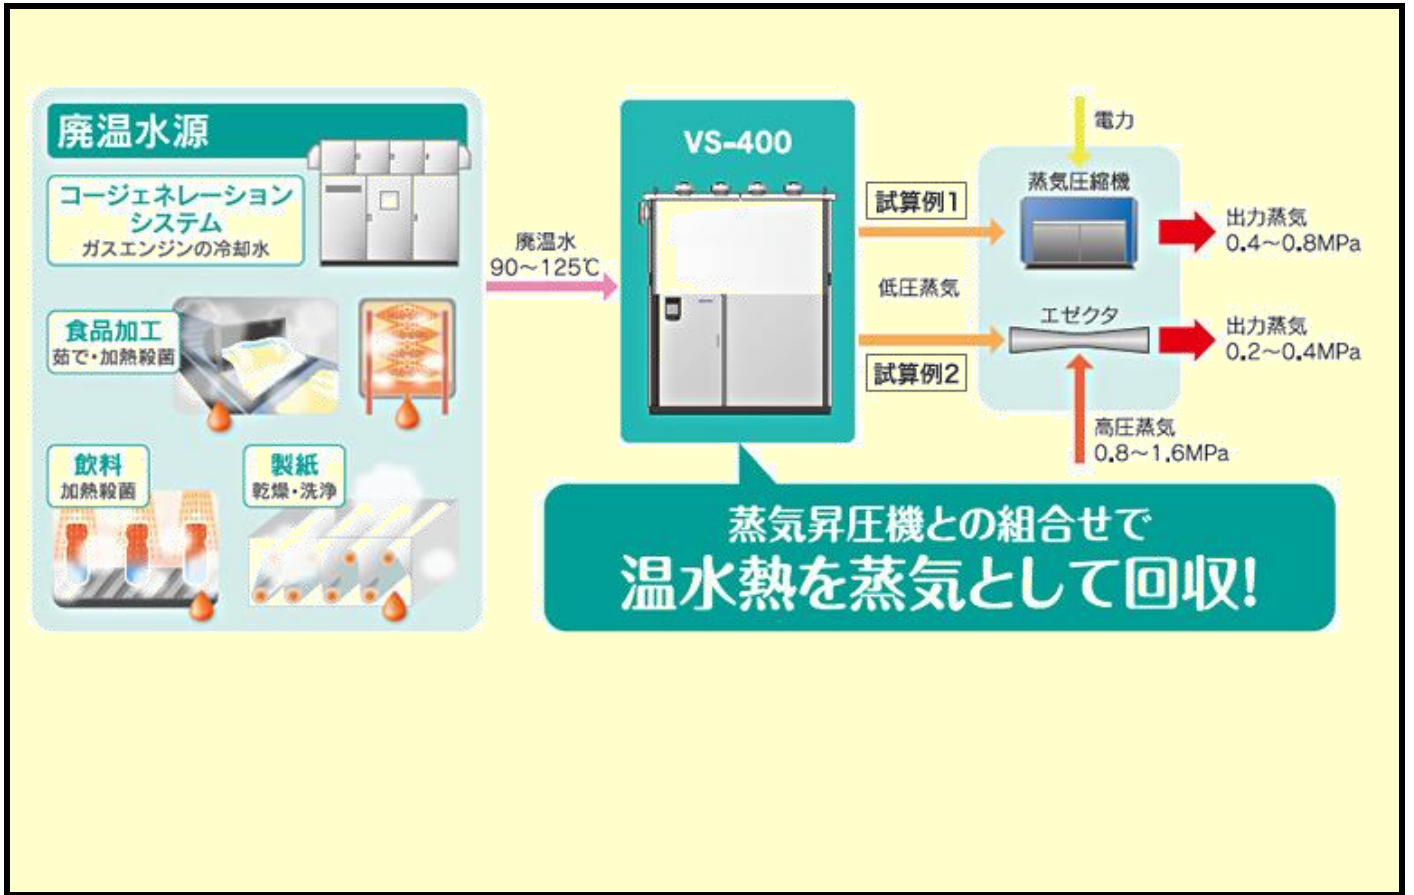 廃温水源
コージェネレーション
システム
ガスエンジンの冷却水
食品加工
茹で・加熱殺菌
飲料
加熱殺菌
製紙
乾燥・洗浄
廃温水
90～125℃
VS-400
試算例1
低圧蒸気
試算例2
電力
蒸気圧縮機
出力蒸気
0.4～0.8MPa
エゼクタ
出力蒸気
0.2～0.4MPa
高圧蒸気
0.8～1.6MPa
蒸気昇圧機との組合せで
温水熱を蒸気として回収!